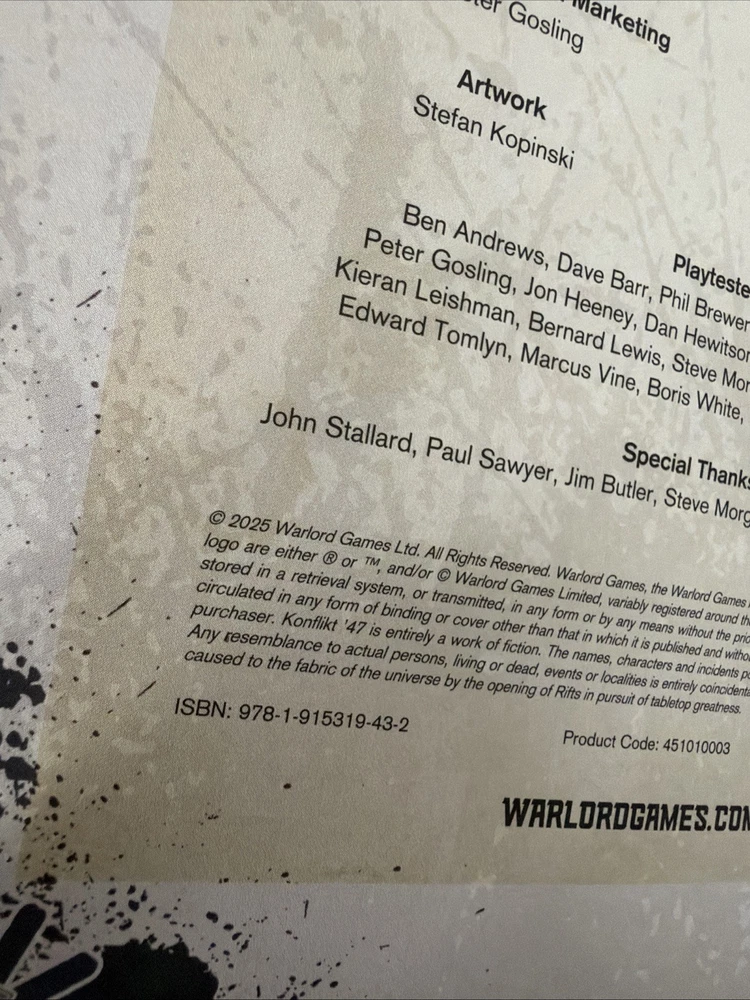 Marketing
Gosling
Artwork
Stefan Kopinski
Playteste
Ben Andrews, Dave Barr, Phil Brewer
Peter Gosling, Jon Heeney, Dan Hewitson
Kieran Leishman, Bernard Lewis, Steve Mor
Edward Tomlyn, Marcus Vine, Boris White,
Special Thanks
John Stallard, Paul Sawyer, Jim Butler, Steve Morg
© 2025 Warlord Games Ltd. All Rights Reserved. Warlord Games, the Warlord Games
logo are either ® or ™, and/or © Warlord Games Limited, variably registered around the
stored in a retrieval system, or transmitted, in any form or by any means without the prio
circulated in any form of binding or cover other than that in which it is published and witho
purchaser. Konflikt '47 is entirely a work of fiction. The names, characters and incidents po
Any resemblance to actual persons, living or dead, events or localities is entirely coincidenta
caused to the fabric of the universe by the opening of Rifts in pursuit of tabletop greatness.
ISBN: 978-1-915319-43-2
Product Code: 451010003
WARLORDGAMES.COM